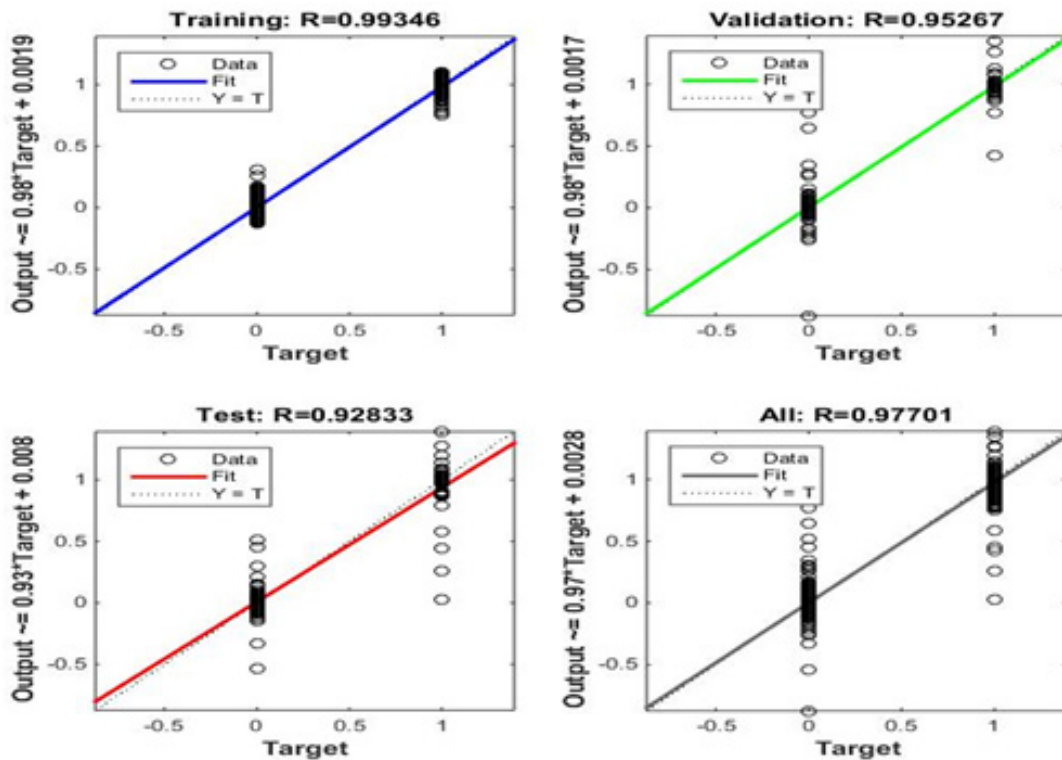 Training: R=0.99346
Output ~= 0.98*Target + 0.0019
Data
Fit
Y = T
1
0.5
0
-0.5
-0.5 0 0.5 1
Target
Validation: R=0.95267
Output ~= 0.98*Target + 0.0017
Data
Fit
Y = T
1
0.5
0
-0.5
-0.5 0 0.5 1
Target
Test: R=0.92833
Output ~= 0.93*Target + 0.008
Data
Fit
Y = T
1
0.5
0
-0.5
-0.5 0 0.5 1
Target
All: R=0.97701
Output ~= 0.97*Target + 0.0028
Data
Fit
Y = T
1
0.5
0
-0.5
-0.5 0 0.5 1
Target